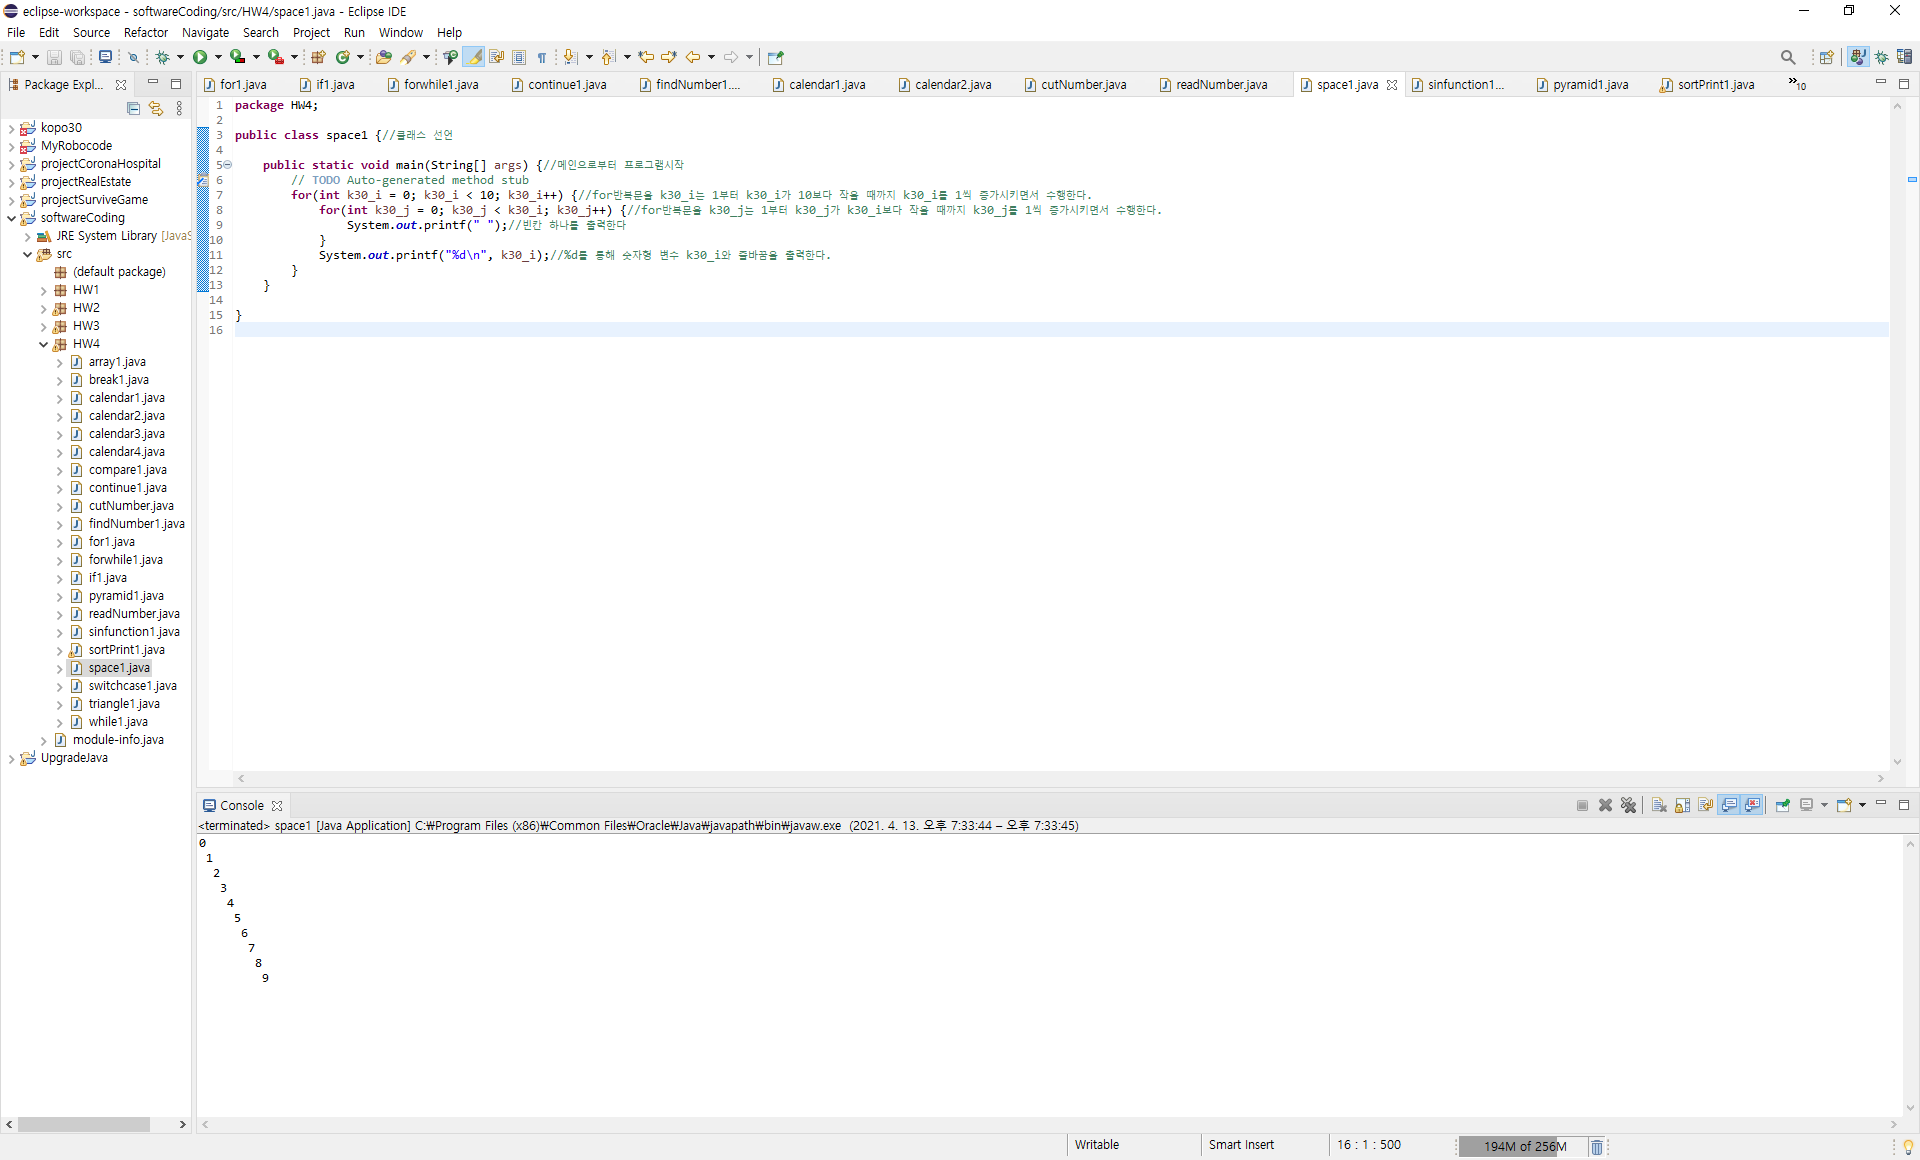 eclipse-workspace - softwareCoding/src/HW4/space1.java - Eclipse IDE
File Edit Source Refactor Navigate Search Project Run Window Help
Package Expl...
for1.java if1.java forwhile1.java continue1.java findNumber1.... calendar1.java calendar2.java cutNumber.java readNumber.java space1.java sinfunction1... pyramid1.java sortPrint1.java »10
kopo30
MyRobocode
projectCoronaHospital
projectRealEstate
projectSurviveGame
softwareCoding
JRE System Library [JavaS
src
(default package)
HW1
HW2
HW3
HW4
array1.java
break1.java
calendar1.java
calendar2.java
calendar3.java
calendar4.java
compare1.java
continue1.java
cutNumber.java
findNumber1.java
for1.java
forwhile1.java
if1.java
pyramid1.java
readNumber.java
sinfunction1.java
sortPrint1.java
space1.java
switchcase1.java
triangle1.java
while1.java
module-info.java
UpgradeJava
1 package HW4;
2
3 public class space1 {//클래스 선언
4
5 public static void main(String[] args) {//메인으로부터 프로그램시작
6 // TODO Auto-generated method stub
7 for(int k30_i = 0; k30_i < 10; k30_i++) {//for반복문을 k30_i는 1부터 k30_i가 10보다 작을 때까지 k30_i를 1씩 증가시키면서 수행한다.
8 for(int k30_j = 0; k30_j < k30_i; k30_j++) {//for반복문을 k30_j는 1부터 k30_j가 k30_i보다 작을 때까지 k30_j를 1씩 증가시키면서 수행한다.
9 System.out.printf(" ");//빈칸 하나를 출력한다
10 }
11 System.out.printf("%d\n", k30_i);//%d를 통해 숫자형 변수 k30_i와 줄바꿈을 출력한다.
12 }
13 }
14
15 }
16
Console
<terminated> space1 [Java Application] C:₩Program Files (x86)₩Common Files₩Oracle₩Java₩javapath₩bin₩javaw.exe (2021. 4. 13. 오후 7:33:44 – 오후 7:33:45)
0
1
2
3
4
5
6
7
8
9
Writable Smart Insert 16 : 1 : 500 194M of 256M